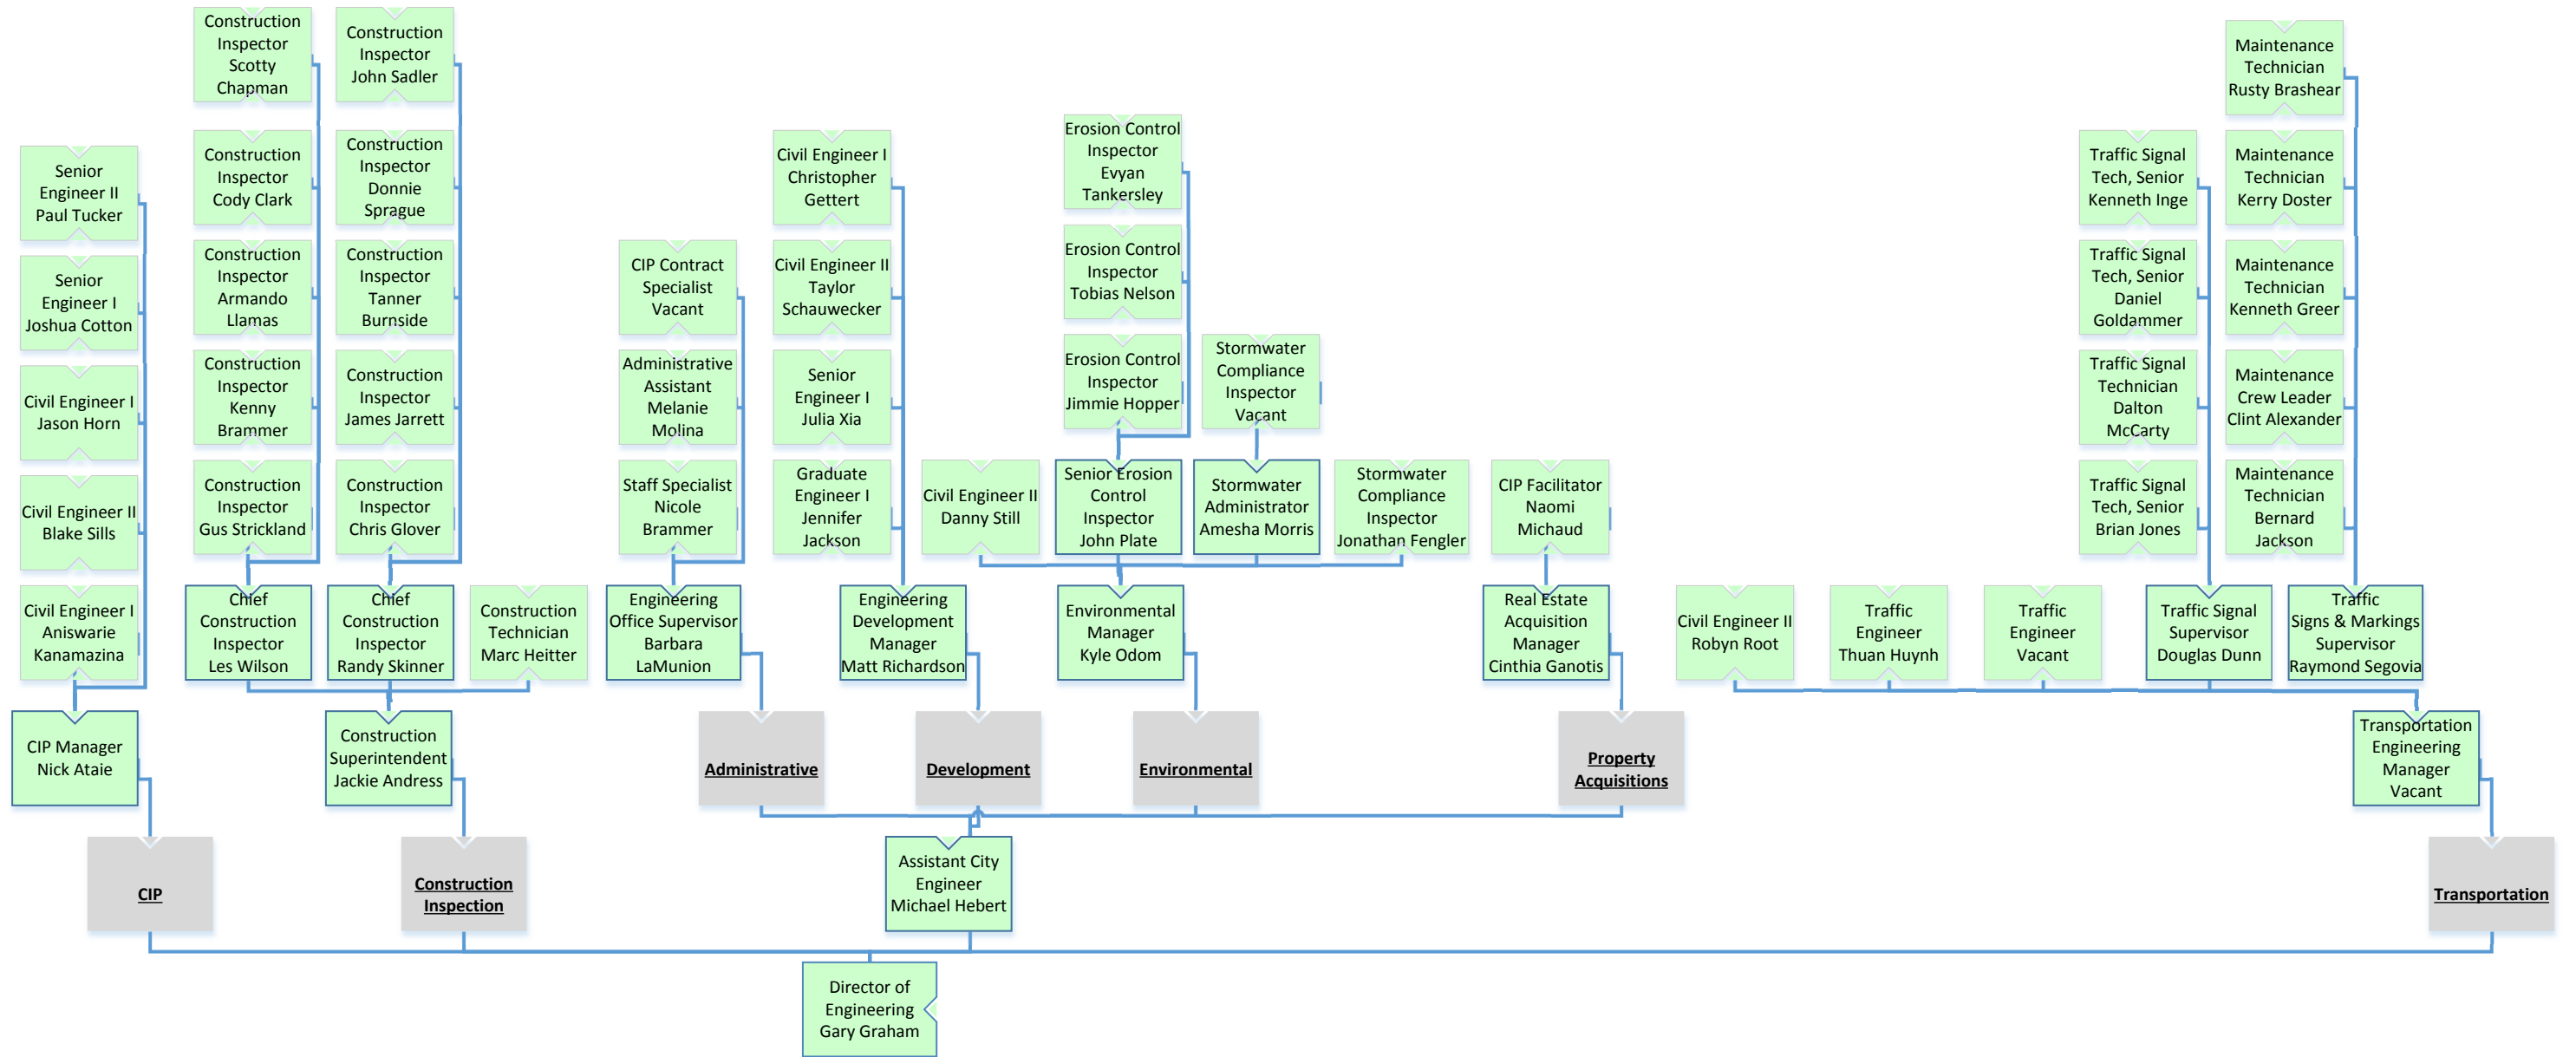 Construction
Inspector
Scotty
Chapman
Construction
Inspector
John Sadler
Maintenance
Technician
Rusty Brashear
Erosion Control
Inspector
Evyan
Tankersley
Senior
Engineer II
Paul Tucker
Construction
Inspector
Cody Clark
Construction
Inspector
Donnie
Sprague
Civil Engineer I
Christopher
Gettert
Traffic Signal
Tech, Senior
Kenneth Inge
Maintenance
Technician
Kerry Doster
Erosion Control
Inspector
Tobias Nelson
Senior
Engineer I
Joshua Cotton
Construction
Inspector
Armando
Llamas
Construction
Inspector
Tanner
Burnside
CIP Contract
Specialist
Vacant
Civil Engineer II
Taylor
Schauwecker
Traffic Signal
Tech, Senior
Daniel
Goldammer
Maintenance
Technician
Kenneth Greer
Erosion Control
Inspector
Jimmie Hopper
Stormwater
Compliance
Inspector
Vacant
Civil Engineer I
Jason Horn
Construction
Inspector
Kenny
Brammer
Construction
Inspector
James Jarrett
Administrative
Assistant
Melanie
Molina
Senior
Engineer I
Julia Xia
Traffic Signal
Technician
Dalton
McCarty
Maintenance
Crew Leader
Clint Alexander
Civil Engineer II
Blake Sills
Construction
Inspector
Gus Strickland
Construction
Inspector
Chris Glover
Staff Specialist
Nicole
Brammer
Graduate
Engineer I
Jennifer
Jackson
Civil Engineer II
Danny Still
Senior Erosion
Control
Inspector
John Plate
Stormwater
Administrator
Amesha Morris
Stormwater
Compliance
Inspector
Jonathan Fengler
CIP Facilitator
Naomi
Michaud
Traffic Signal
Tech, Senior
Brian Jones
Maintenance
Technician
Bernard
Jackson
Civil Engineer I
Aniswarie
Kanamazina
Chief
Construction
Inspector
Les Wilson
Chief
Construction
Inspector
Randy Skinner
Construction
Technician
Marc Heitter
Engineering
Office Supervisor
Barbara
LaMunion
Engineering
Development
Manager
Matt Richardson
Environmental
Manager
Kyle Odom
Real Estate
Acquisition
Manager
Cinthia Ganotis
Civil Engineer II
Robyn Root
Traffic
Engineer
Thuan Huynh
Traffic
Engineer
Vacant
Traffic Signal
Supervisor
Douglas Dunn
Traffic
Signs & Markings
Supervisor
Raymond Segovia
CIP Manager
Nick Ataie
Construction
Superintendent
Jackie Andress
Administrative
Development
Environmental
Property
Acquisitions
Transportation
Engineering
Manager
Vacant
CIP
Construction
Inspection
Assistant City
Engineer
Michael Hebert
Transportation
Director of
Engineering
Gary Graham